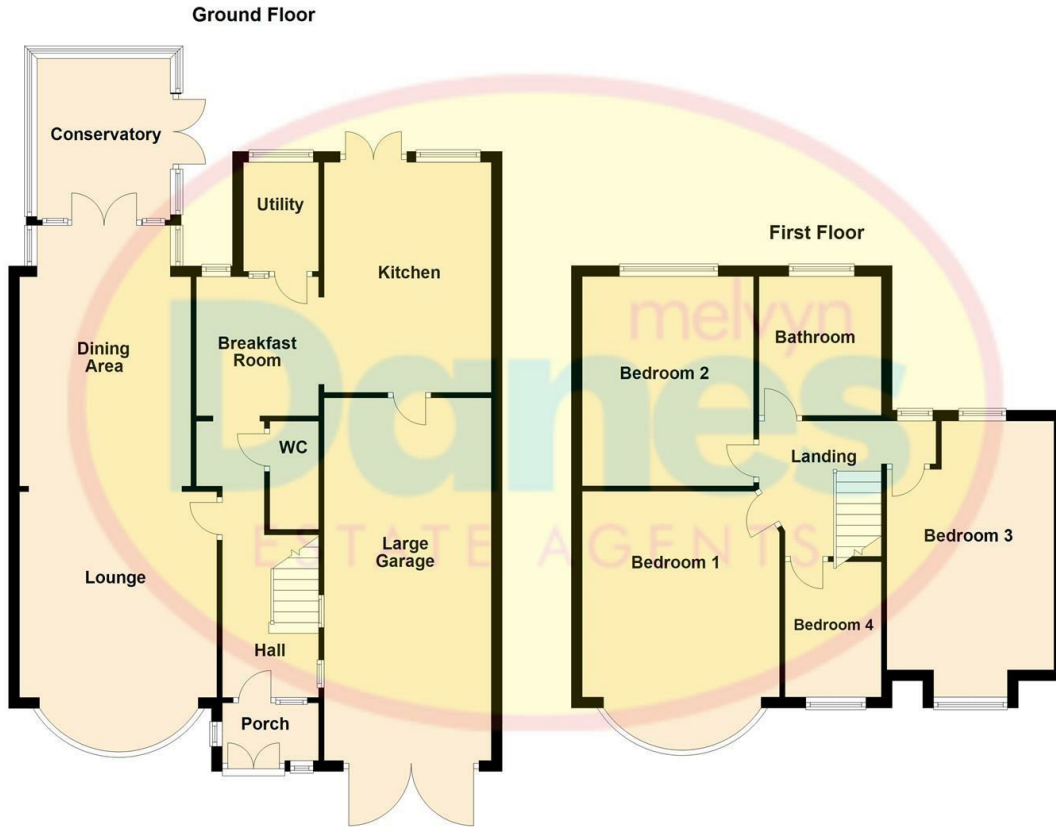 Ground Floor
Conservatory
Utility
Kitchen
Dining
Area
Breakfast
Room
WC
Lounge
Large
Garage
Hall
Porch
First Floor
Bedroom 2
Bathroom
Landing
Bedroom 1
Bedroom 3
Bedroom 4
melvyn
Danes
ESTATE AGENTS